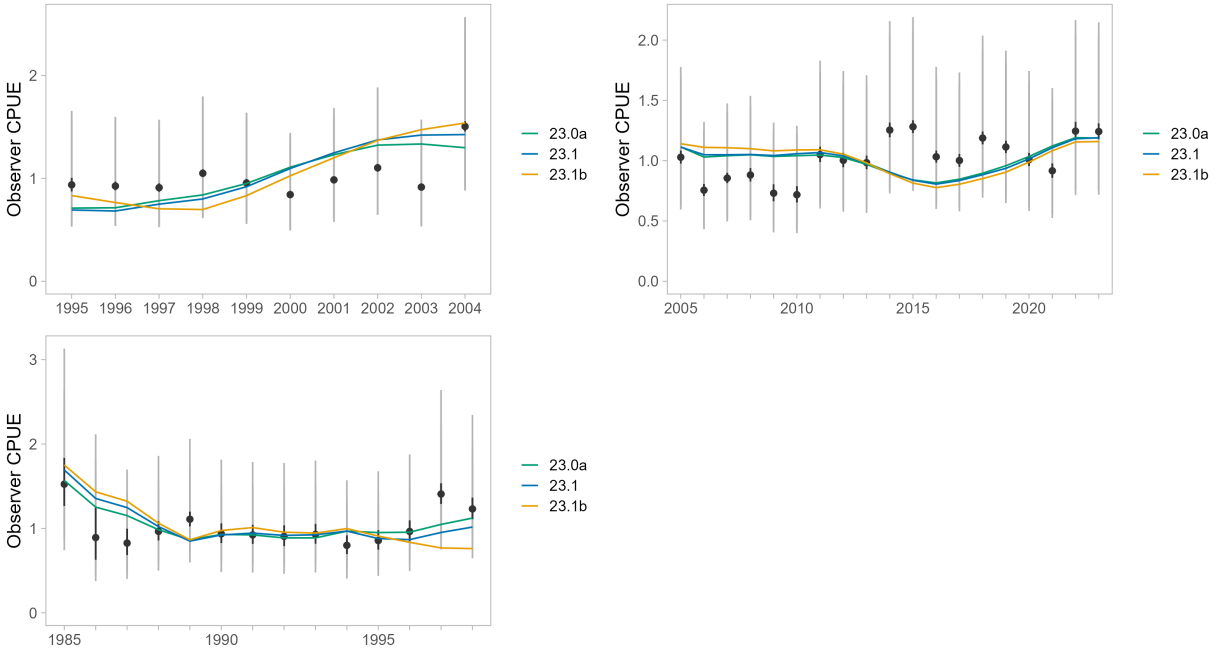 Observer CPUE
2
1
0
1995 1996 1997 1998 1999 2000 2001 2002 2003 2004
23.0a
23.1
23.1b
Observer CPUE
2.0
1.5
1.0
0.5
0.0
2005 2010 2015 2020
23.0a
23.1
23.1b
Observer CPUE
3
2
1
0
1985 1990 1995
23.0a
23.1
23.1b